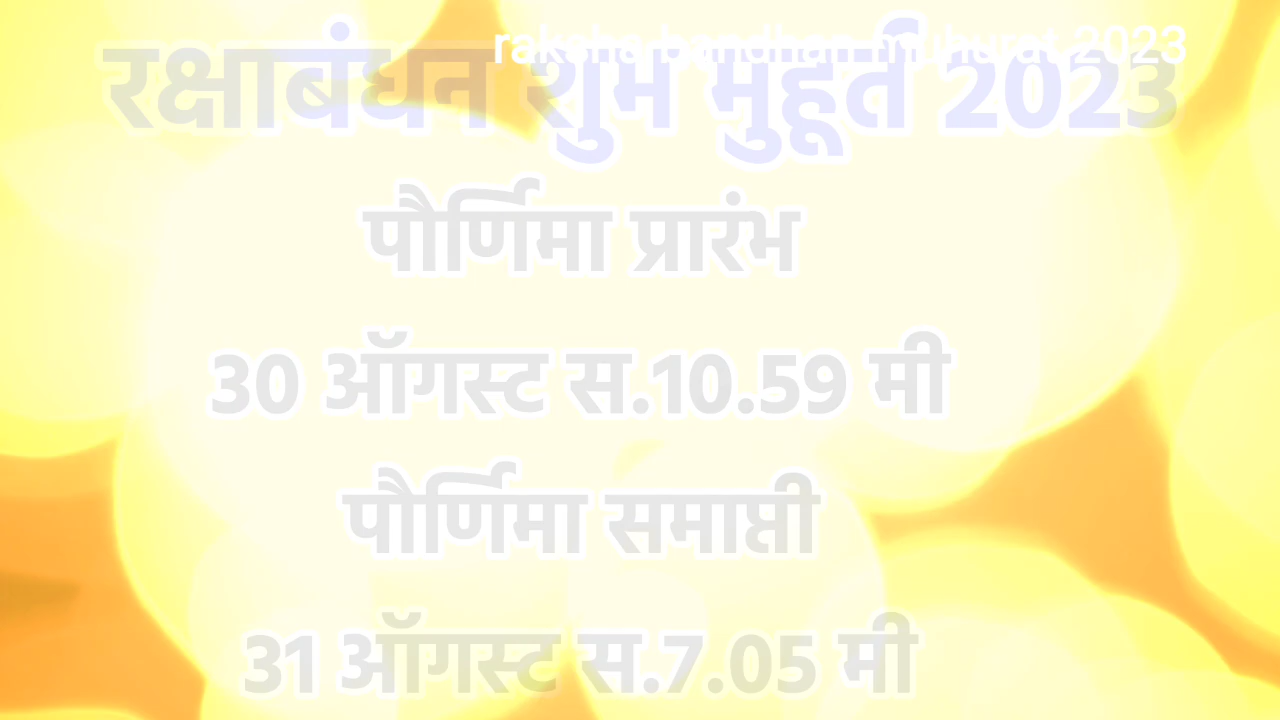 raksha bandhan muhurat 2023
रक्षाबंधन शुभ मुहूर्त 2023
पौर्णिमा प्रारंभ
30 ऑगस्ट स.10.59 मी
पौर्णिमा समाप्ती
31 ऑगस्ट स.7.05 मी